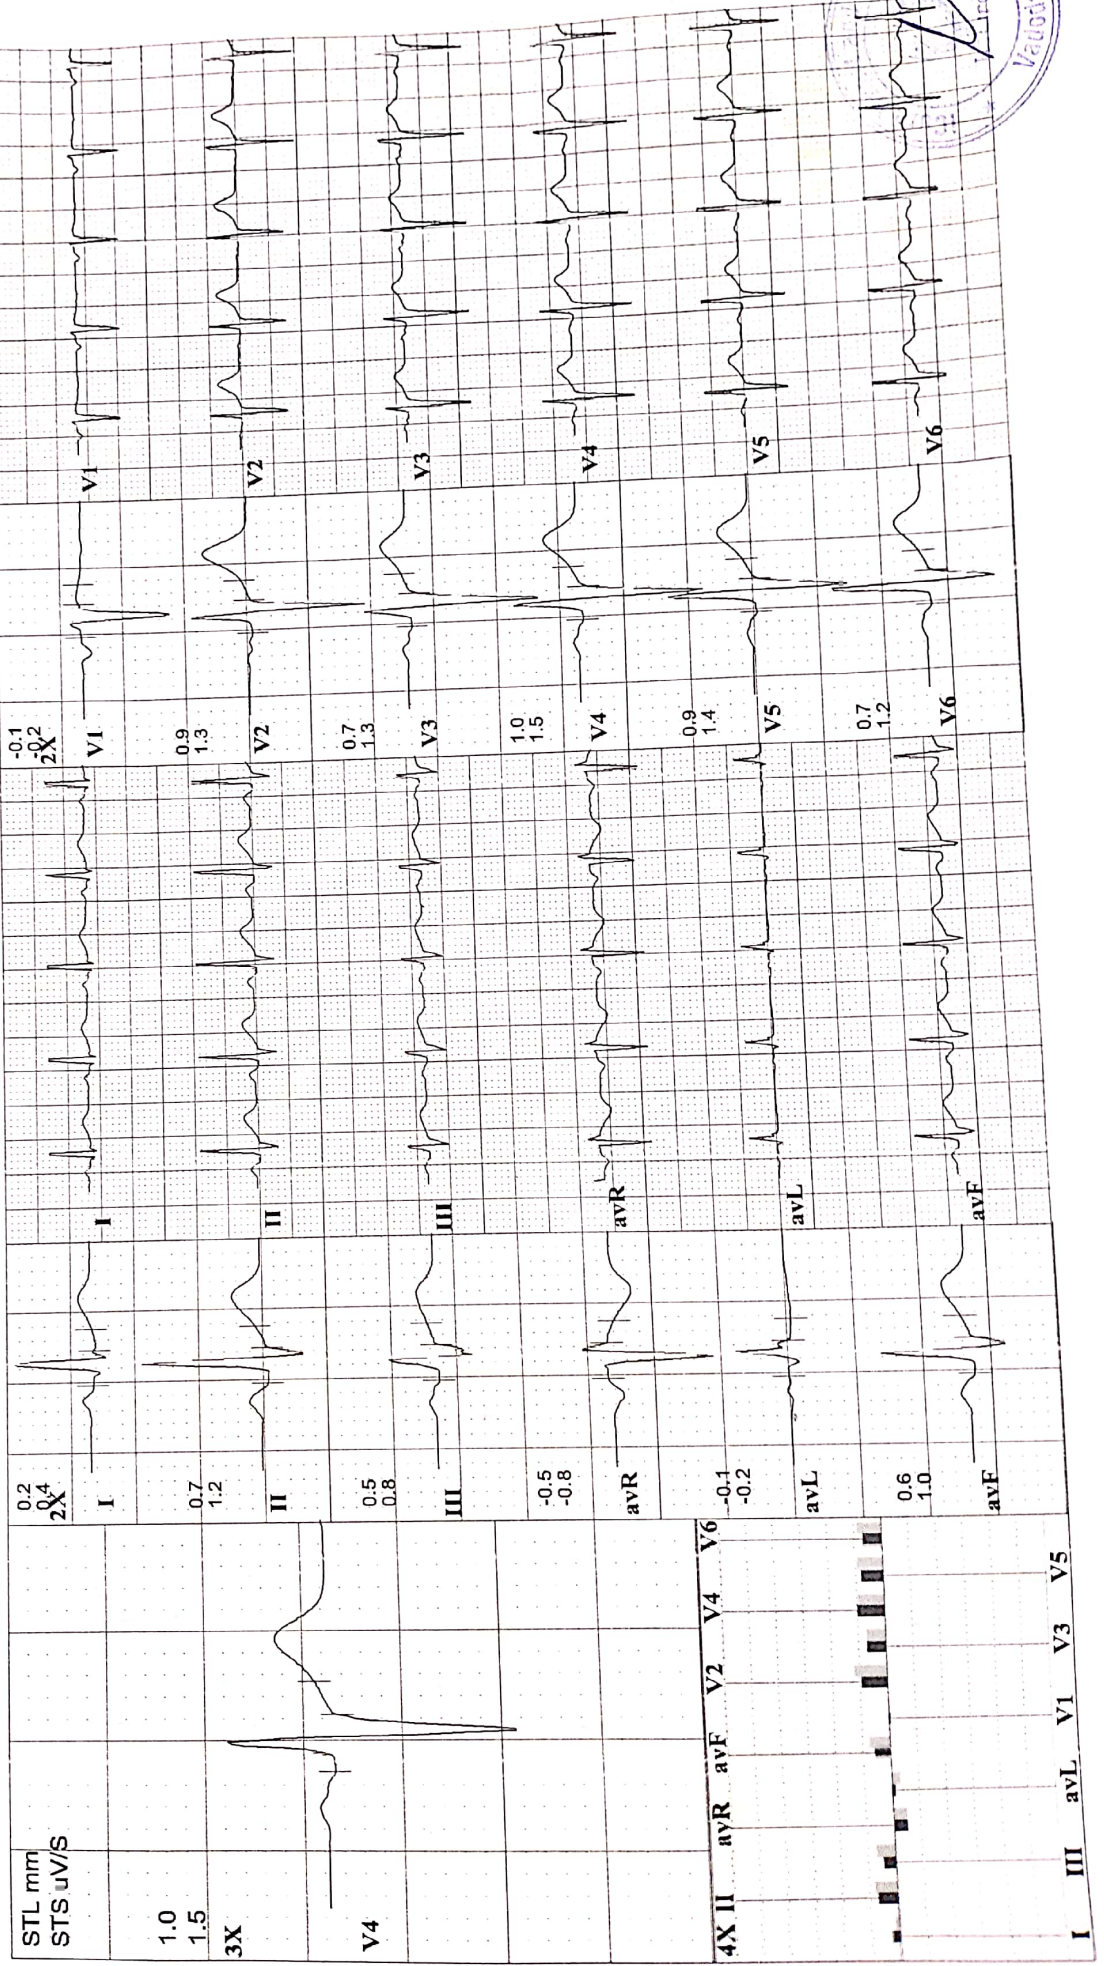 STL mm
STS uV/S
1.0
1.5
3X
V4
4X II
avR
avF
V2
V4
V6
I
III
avL
V1
V3
V5
0.2
0.4
2X
I
0.7
1.2
II
0.5
0.8
III
-0.5
-0.8
avR
-0.1
-0.2
avL
0.6
1.0
avF
I
II
III
avR
avL
avF
-0.1
-0.2
2X
V1
0.9
1.3
V2
0.7
1.3
V3
1.0
1.5
V4
0.9
1.4
V5
0.7
1.2
V6
V1
V2
V3
V4
V5
V6